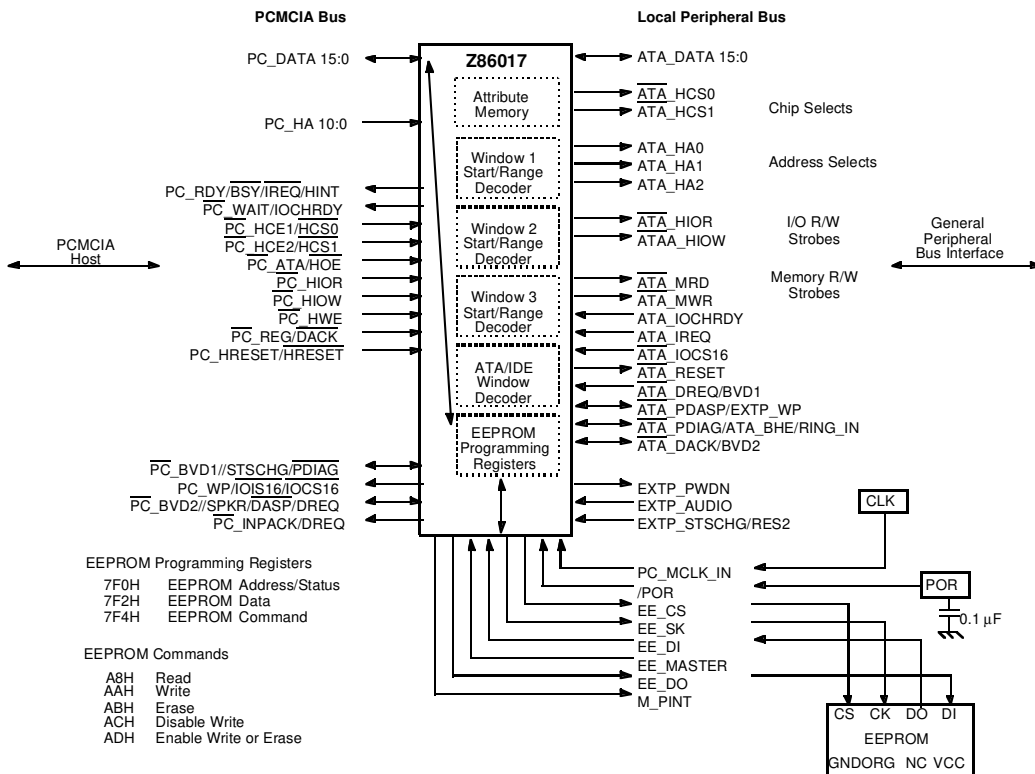 PCMCIA Bus
Local Peripheral Bus
Z86017
PC_DATA 15:0
PC_HA 10:0
PC_RDY/BSY/IREQ/HINT
PC_WAIT/IOCHRDY
PC_HCE1/HCS0
PC_HCE2/HCS1
PC_ATA/HOE
PC_HIOR
PC_HIOW
PC_HWE
PC_REG/DACK
PC_HRESET/HRESET
PCMCIA
Host
PC_BVD1//STSCHG/PDIAG
PC_WP/IOIS16/IOCS16
PC_BVD2//SPKR/DASP/DREQ
PC_INPACK/DREQ
Attribute
Memory
Window 1
Start/Range
Decoder
Window 2
Start/Range
Decoder
Window 3
Start/Range
Decoder
ATA/IDE
Window
Decoder
EEPROM
Programming
Registers
ATA_DATA 15:0
ATA_HCS0
ATA_HCS1
Chip Selects
ATA_HA0
ATA_HA1
ATA_HA2
Address Selects
ATA_HIOR
ATAA_HIOW
I/O R/W
Strobes
ATA_MRD
ATA_MWR
Memory R/W
Strobes
ATA_IOCHRDY
ATA_IREQ
ATA_IOCS16
ATA_RESET
ATA_DREQ/BVD1
ATA_PDASP/EXTP_WP
ATA_PDIAG/ATA_BHE/RING_IN
ATA_DACK/BVD2
General
Peripheral
Bus Interface
EXTP_PWDN
EXTP_AUDIO
EXTP_STSCHG/RES2
CLK
PC_MCLK_IN
/POR
POR
0.1 µF
EE_CS
EE_SK
EE_DI
EE_MASTER
EE_DO
M_PINT
CS CK DO DI
EEPROM
GNDORG NC VCC
EEPROM Programming Registers
7F0H EEPROM Address/Status
7F2H EEPROM Data
7F4H EEPROM Command
EEPROM Commands
A8H Read
AAH Write
ABH Erase
ACH Disable Write
ADH Enable Write or Erase